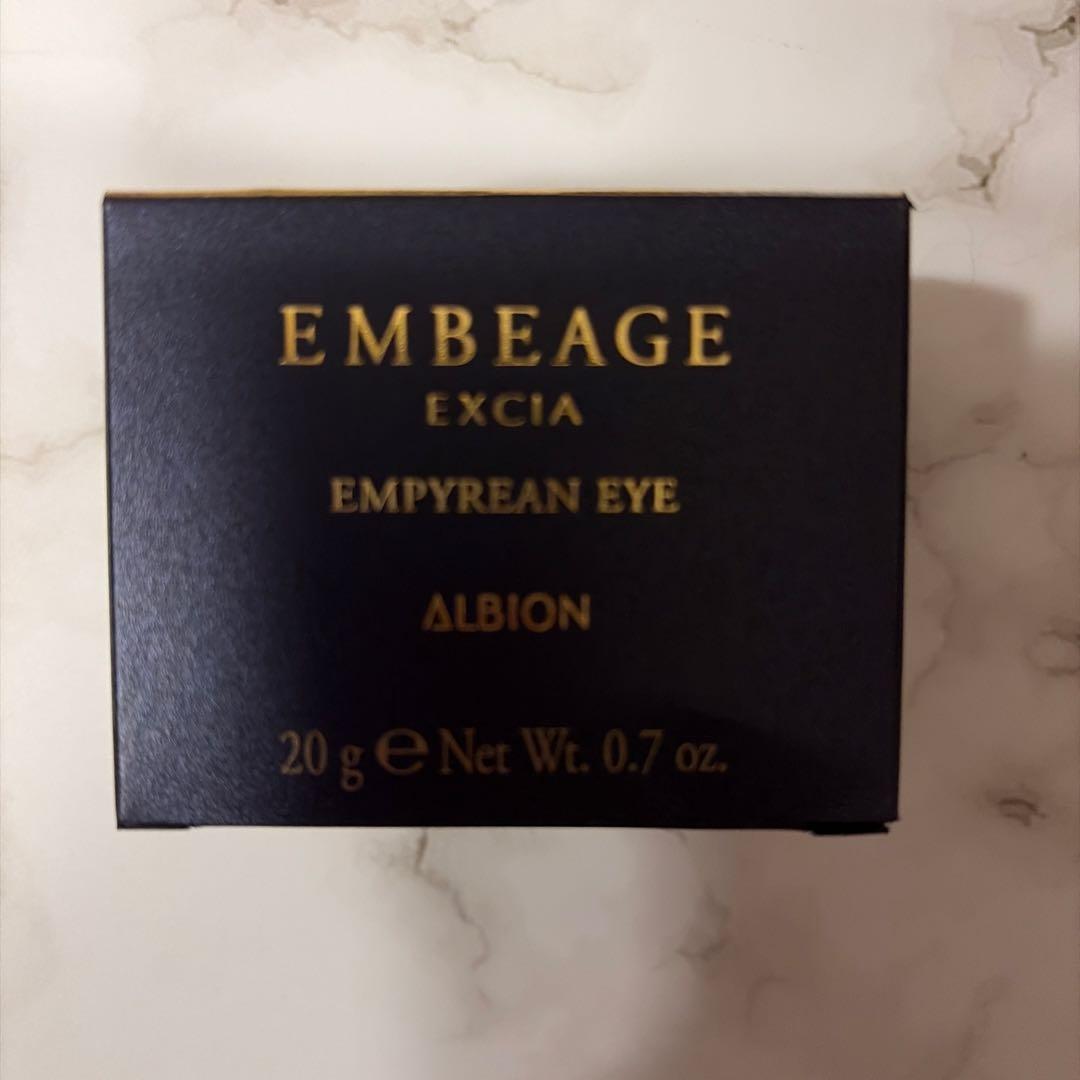 EMBEAGE
EXCIA
EMPYREAN EYE
ALBION
20 g ℮ Net Wt. 0.7 oz.